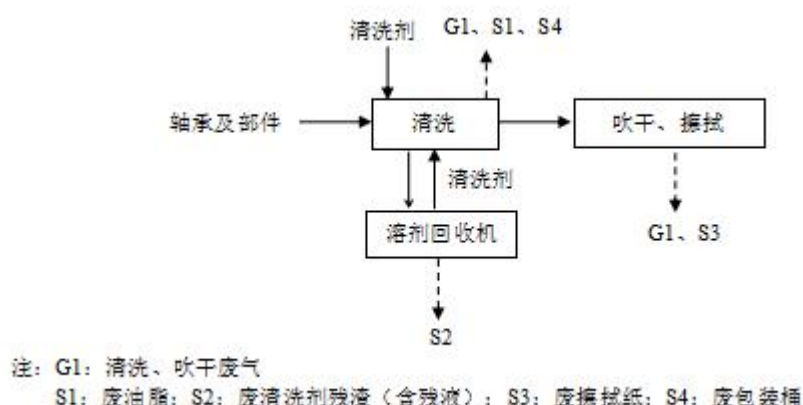 清洗剂
G1、S1、S4
轴承及部件
清洗
吹干、擦拭
清洗剂
溶剂回收机
G1、S3
S2
注：G1：清洗、吹干废气
S1：废油脂；S2：废清洗剂残渣（含残液）；S3：废擦拭纸；S4：废包装桶